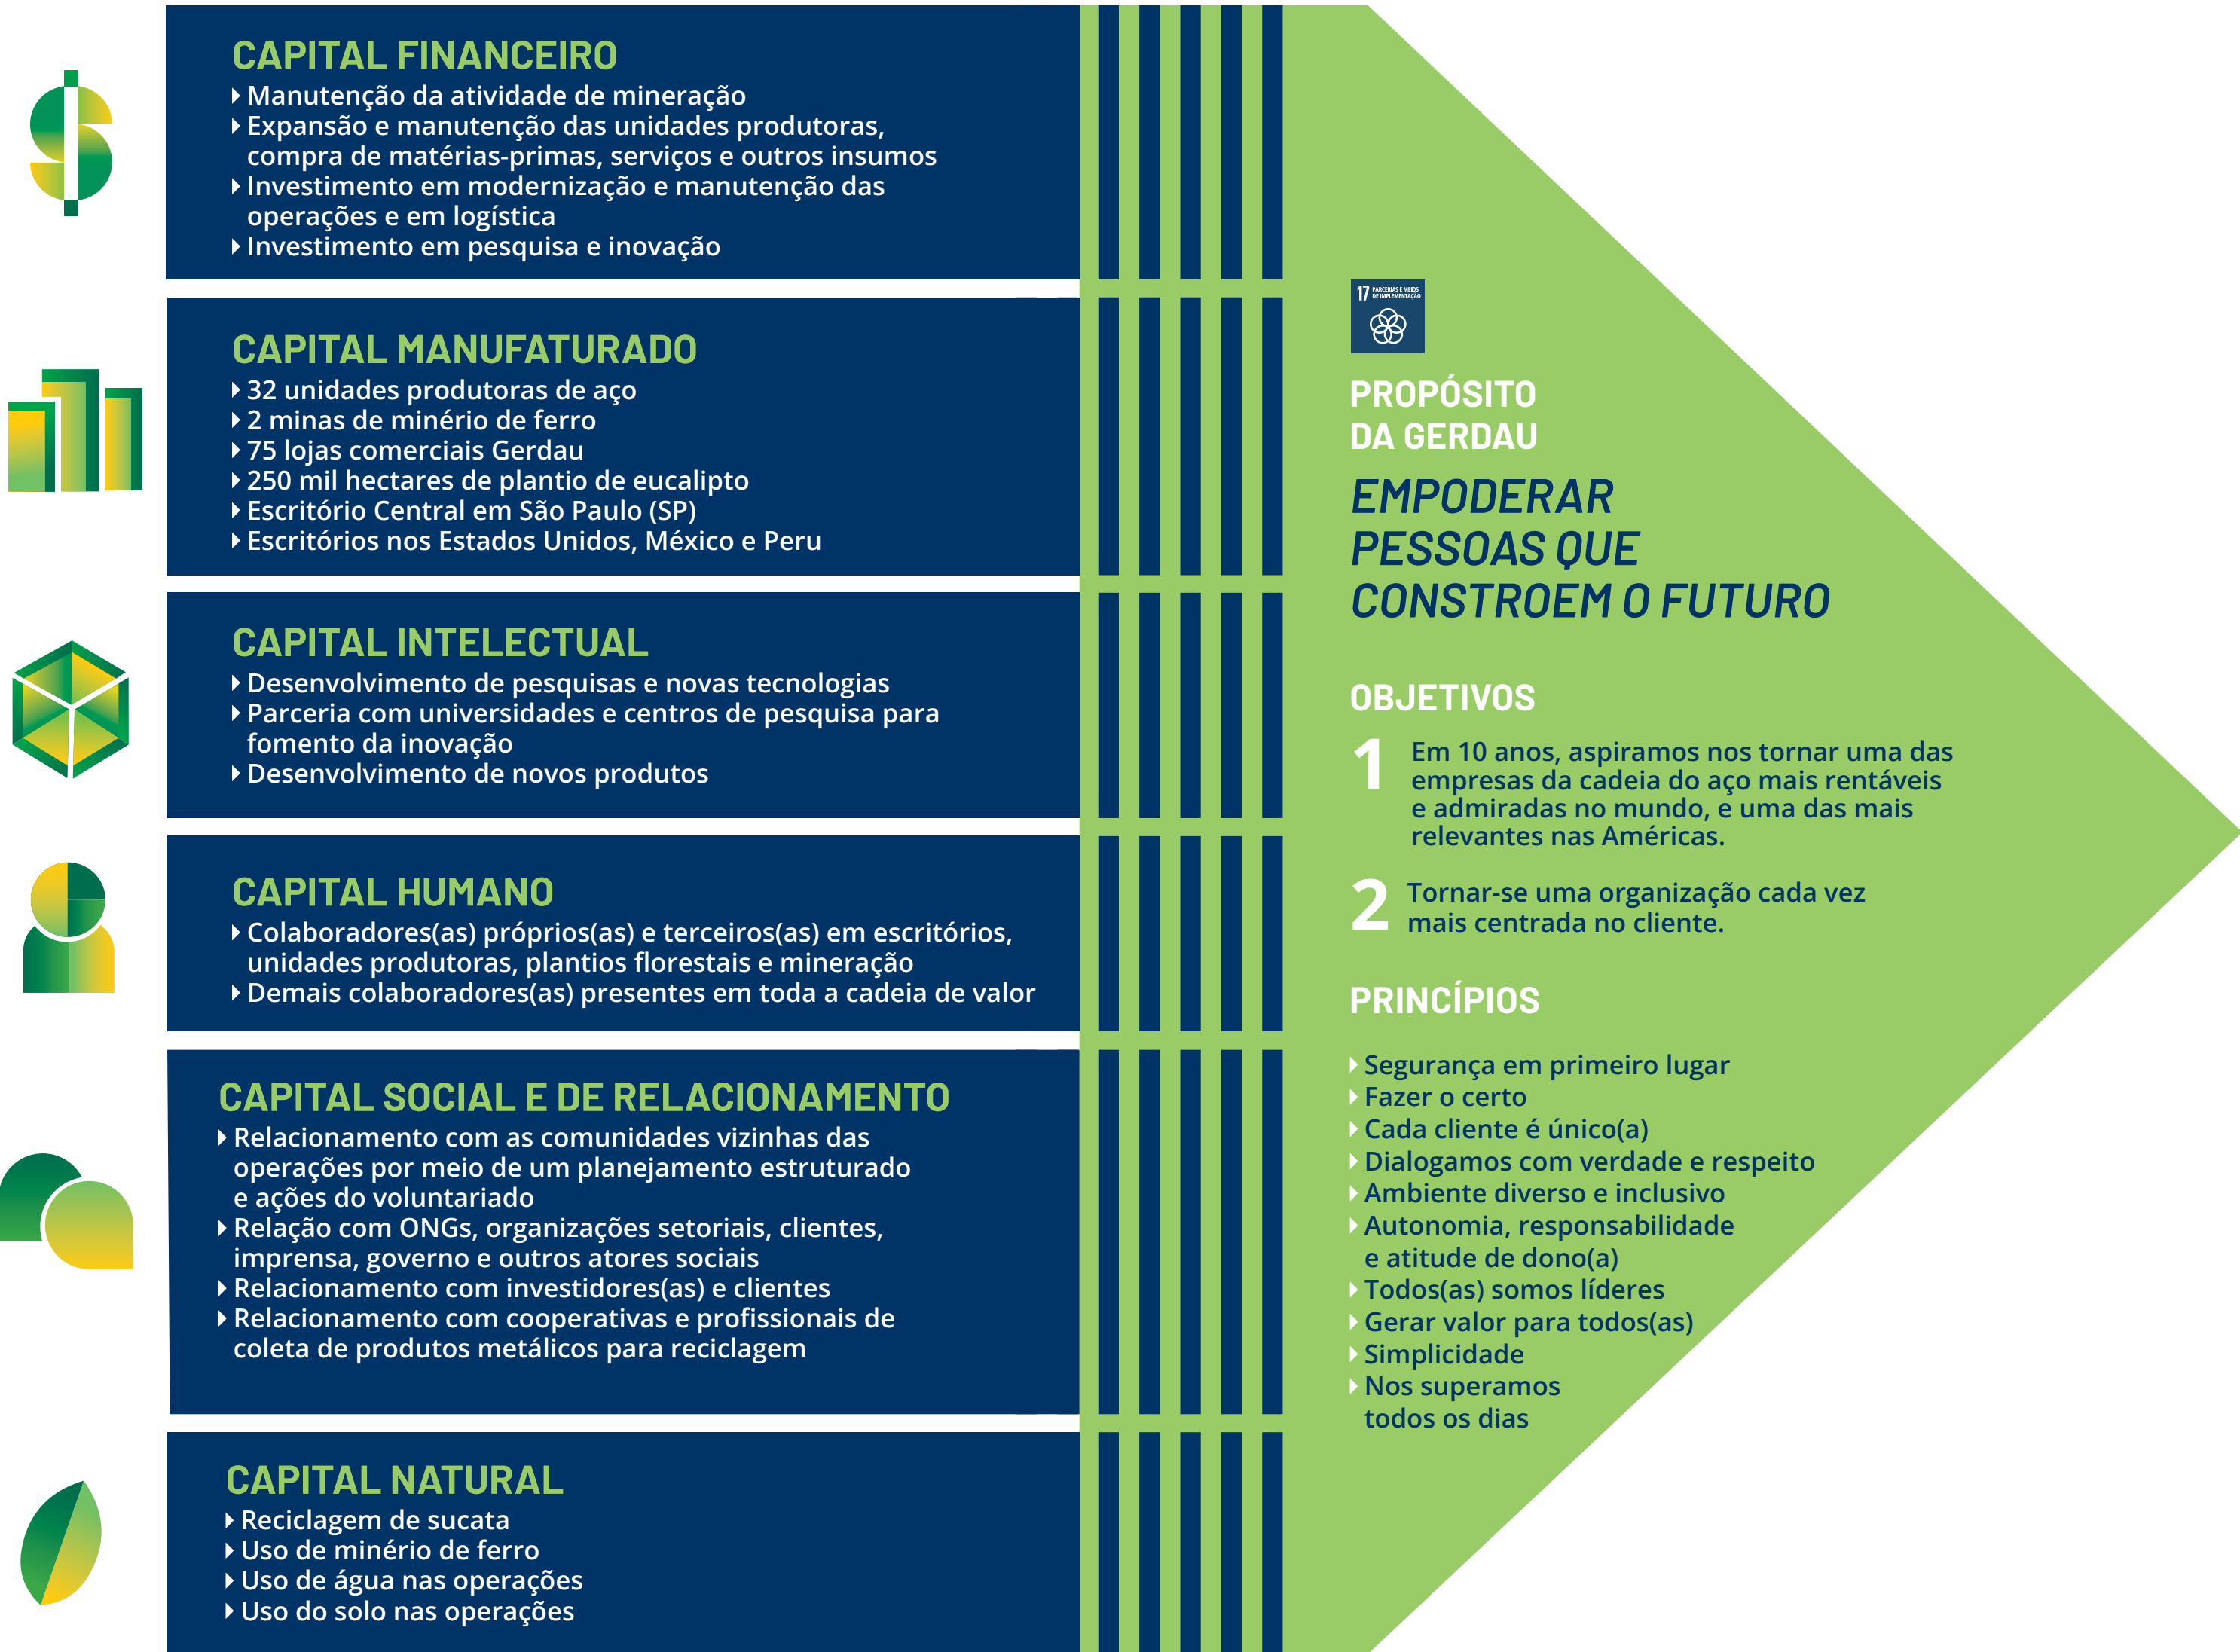 CAPITAL FINANCEIRO
Manutenção da atividade de mineração
Expansão e manutenção das unidades produtoras,
compra de matérias-primas, serviços e outros insumos
Investimento em modernização e manutenção das
operações e em logística
Investimento em pesquisa e inovação
CAPITAL MANUFATURADO
32 unidades produtoras de aço
2 minas de minério de ferro
75 lojas comerciais Gerdau
250 mil hectares de plantio de eucalipto
Escritório Central em São Paulo (SP)
Escritórios nos Estados Unidos, México e Peru
CAPITAL INTELECTUAL
Desenvolvimento de pesquisas e novas tecnologias
Parceria com universidades e centros de pesquisa para
fomento da inovação
Desenvolvimento de novos produtos
CAPITAL HUMANO
Colaboradores(as) próprios(as) e terceiros(as) em escritórios,
unidades produtoras, plantios florestais e mineração
Demais colaboradores(as) presentes em toda a cadeia de valor
CAPITAL SOCIAL E DE RELACIONAMENTO
Relacionamento com as comunidades vizinhas das
operações por meio de um planejamento estruturado
e ações do voluntariado
Relação com ONGs, organizações setoriais, clientes,
imprensa, governo e outros atores sociais
Relacionamento com investidores(as) e clientes
Relacionamento com cooperativas e profissionais de
coleta de produtos metálicos para reciclagem
CAPITAL NATURAL
Reciclagem de sucata
Uso de minério de ferro
Uso de água nas operações
Uso do solo nas operações
17 PARCERIAS E MEIOS
DE IMPLEMENTAÇÃO
PROPÓSITO
DA GERDAU
EMPODERAR
PESSOAS QUE
CONSTROEM O FUTURO
OBJETIVOS
1 Em 10 anos, aspiramos nos tornar uma das
empresas da cadeia do aço mais rentáveis
e admiradas no mundo, e uma das mais
relevantes nas Américas.
2 Tornar-se uma organização cada vez
mais centrada no cliente.
PRINCÍPIOS
Segurança em primeiro lugar
Fazer o certo
Cada cliente é único(a)
Dialogamos com verdade e respeito
Ambiente diverso e inclusivo
Autonomia, responsabilidade
e atitude de dono(a)
Todos(as) somos líderes
Gerar valor para todos(as)
Simplicidade
Nos superamos
todos os dias